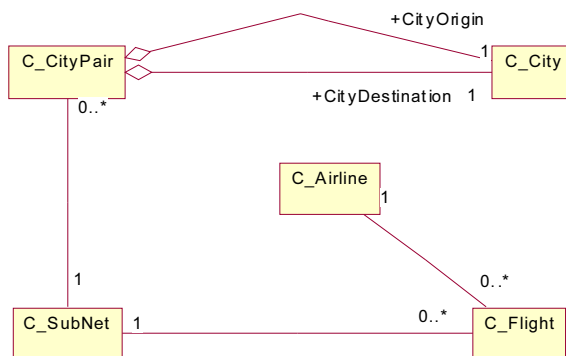 +CityOrigin
C_CityPair
1
C_City
+CityDestination 1
0..*
C_Airline
1
1
0..*
C_SubNet
1
0..*
C_Flight